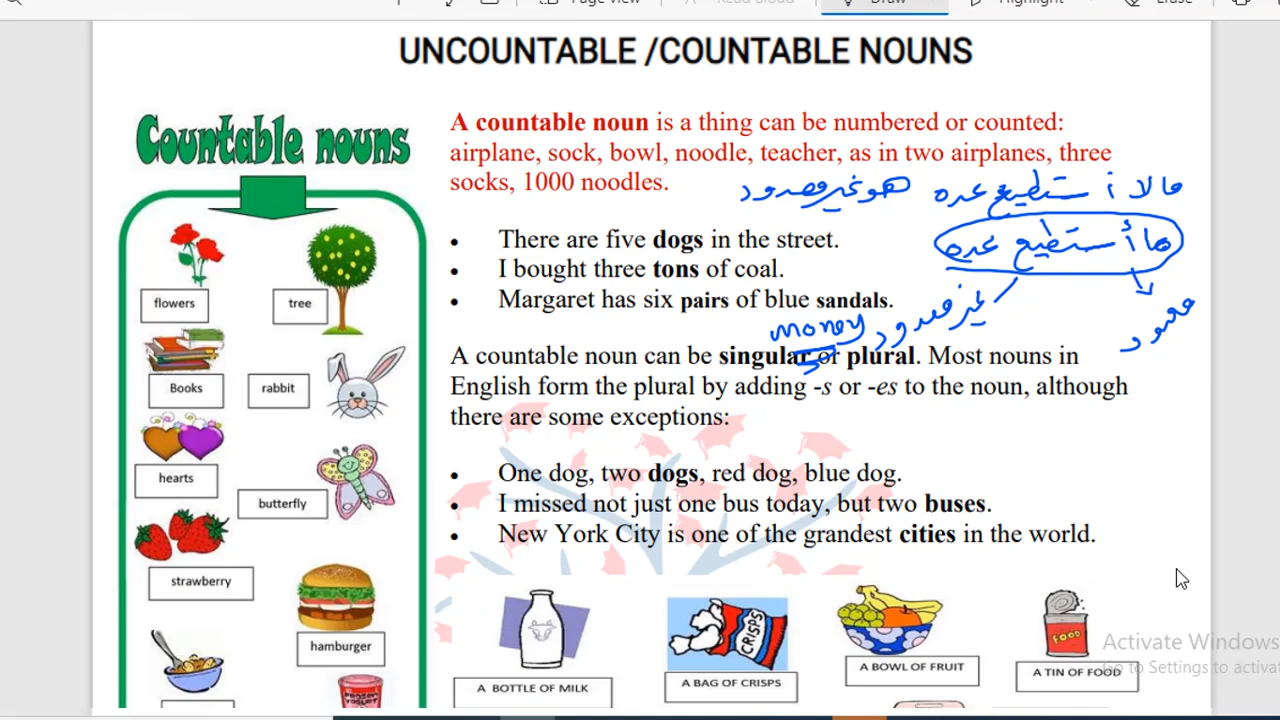 Page view
Read aloud
Draw
Highlight
Erase
UNCOUNTABLE /COUNTABLE NOUNS
Countable nouns
flowers
tree
Books
rabbit
hearts
butterfly
strawberry
hamburger
FROZEN
YOGURT
A countable noun is a thing can be numbered or counted:
airplane, sock, bowl, noodle, teacher, as in two airplanes, three
socks, 1000 noodles.
مالا أستطيع عده هو غير معدود
• There are five dogs in the street.
ما أستطيع عده
• I bought three tons of coal.
• Margaret has six pairs of blue sandals.
غير معدود
معدود
money
A countable noun can be singular or plural. Most nouns in
English form the plural by adding -s or -es to the noun, although
there are some exceptions:
• One dog, two dogs, red dog, blue dog.
• I missed not just one bus today, but two buses.
• New York City is one of the grandest cities in the world.
CRISPS
FOOD
A BOTTLE OF MILK
A BAG OF CRISPS
A BOWL OF FRUIT
A TIN OF FOOD
Activate Windows
Go to Settings to activa